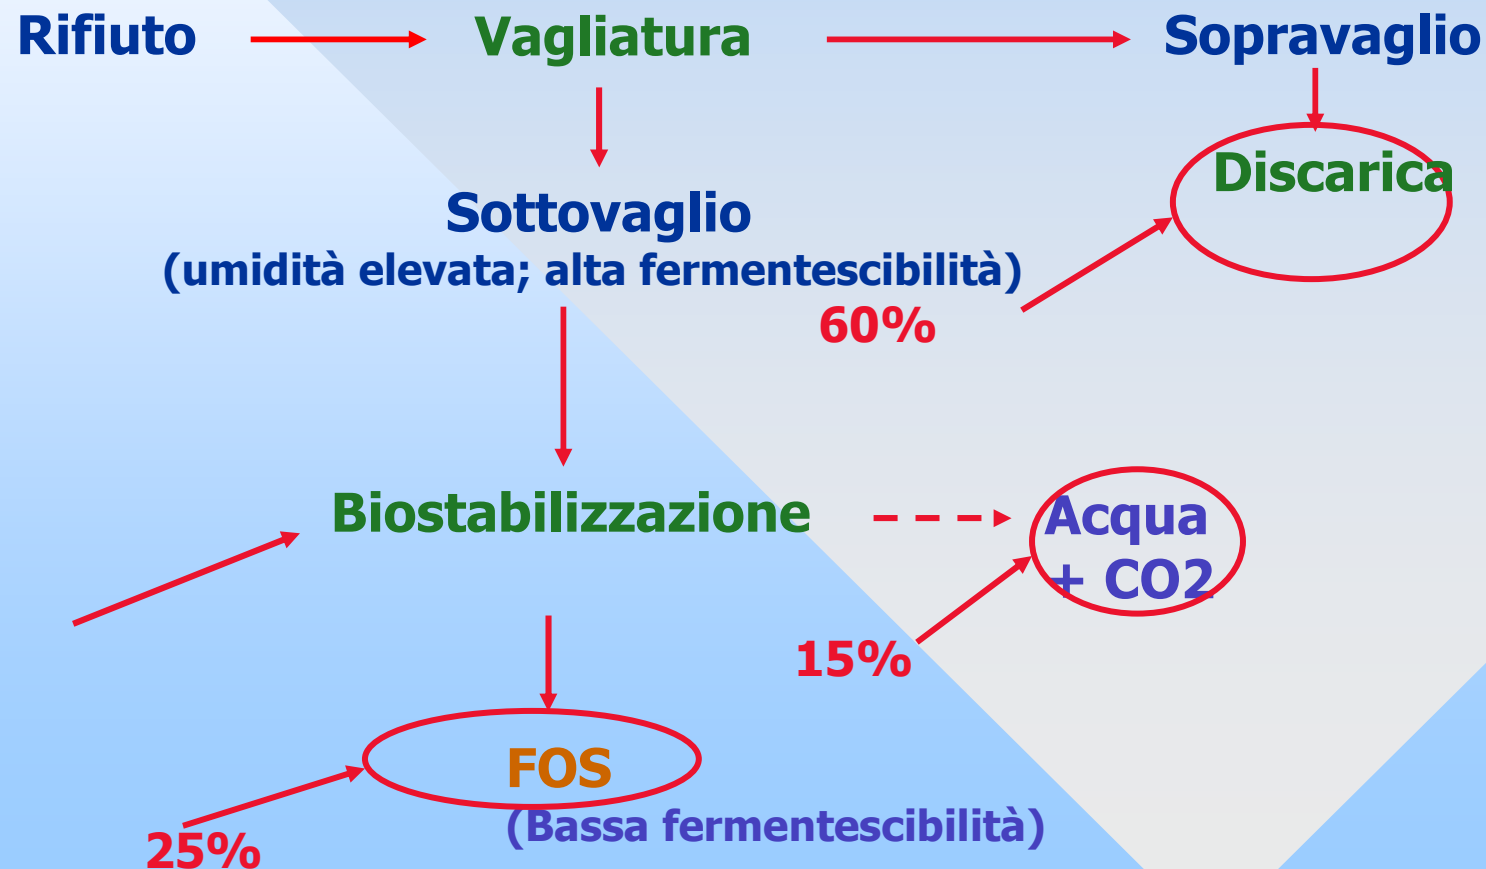 Rifiuto
Vagliatura
Sopravaglio
Discarica
Sottovaglio
(umidità elevata; alta fermentescibilità)
60%
Biostabilizzazione
Acqua
+ CO2
15%
FOS
(Bassa fermentescibilità)
25%